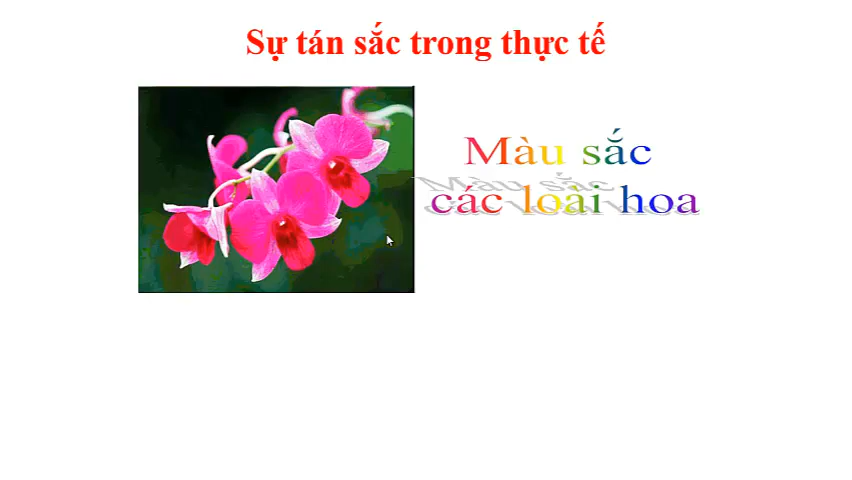 Sự tán sắc trong thực tế
Màu sắc
các loài hoa